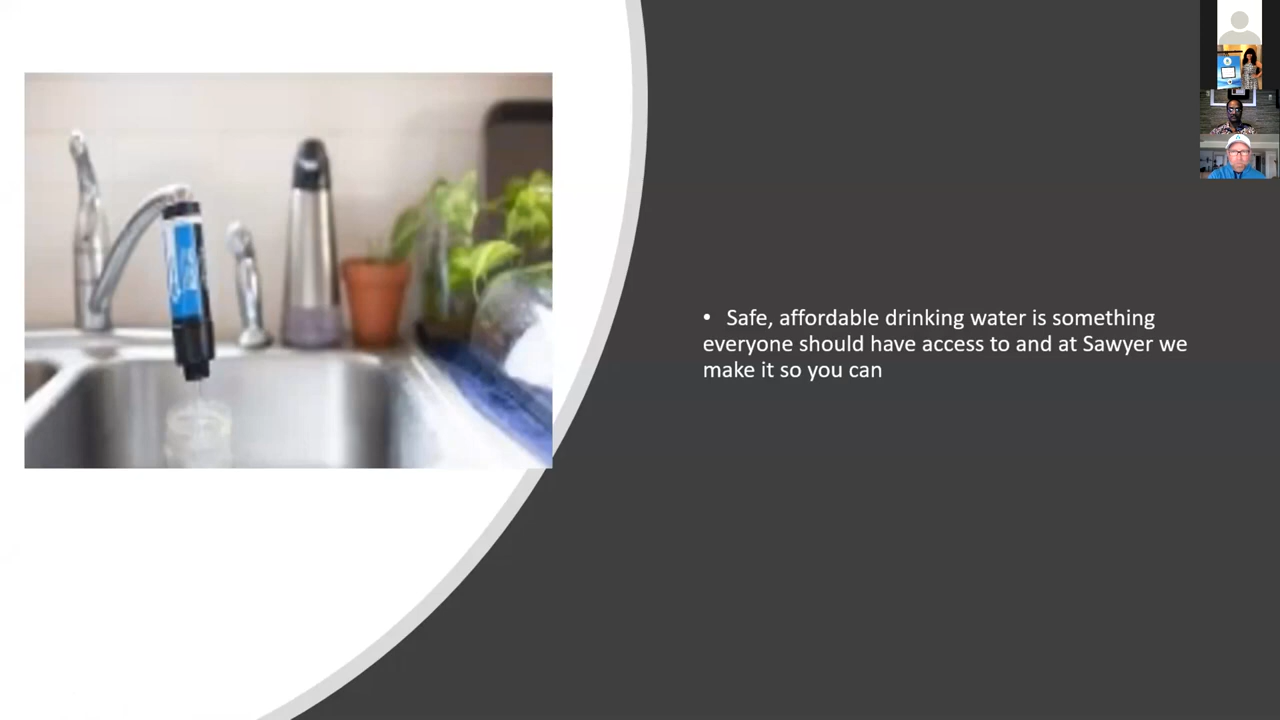 • Safe, affordable drinking water is something
everyone should have access to and at Sawyer we
make it so you can